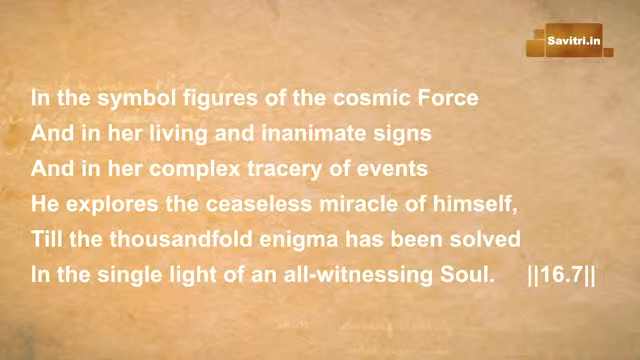 Savitri.in
In the symbol figures of the cosmic Force
And in her living and inanimate signs
And in her complex tracery of events
He explores the ceaseless miracle of himself,
Till the thousandfold enigma has been solved
In the single light of an all-witnessing Soul. ||16.7||